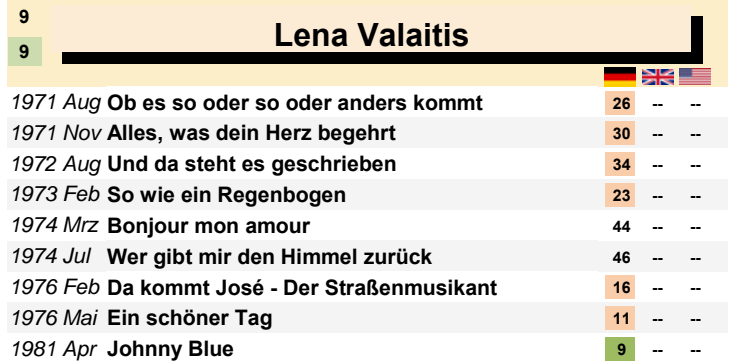 9
Lena Valaitis
9
1971 Aug Ob es so oder so oder anders kommt 26 -- --
1971 Nov Alles, was dein Herz begehrt 30 -- --
1972 Aug Und da steht es geschrieben 34 -- --
1973 Feb So wie ein Regenbogen 23 -- --
1974 Mrz Bonjour mon amour 44 -- --
1974 Jul Wer gibt mir den Himmel zurück 46 -- --
1976 Feb Da kommt José - Der Straßenmusikant 16 -- --
1976 Mai Ein schöner Tag 11 -- --
1981 Apr Johnny Blue 9 -- --